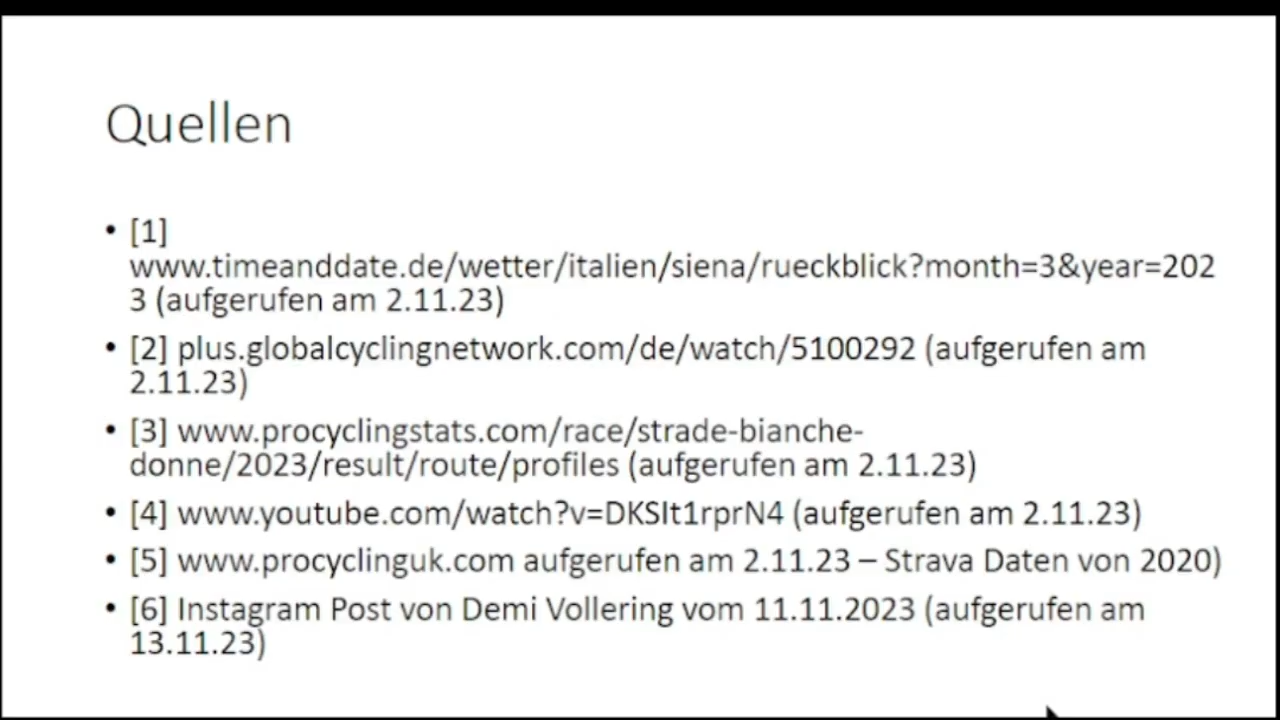 Quellen
• [1]
www.timeanddate.de/wetter/italien/siena/rueckblick?month=3&year=202
3 (aufgerufen am 2.11.23)
• [2] plus.globalcyclingnetwork.com/de/watch/5100292 (aufgerufen am
2.11.23)
• [3] www.procyclingstats.com/race/strade-bianche-
donne/2023/result/route/profiles (aufgerufen am 2.11.23)
• [4] www.youtube.com/watch?v=DKSIt1rprN4 (aufgerufen am 2.11.23)
• [5] www.procyclinguk.com aufgerufen am 2.11.23 – Strava Daten von 2020)
• [6] Instagram Post von Demi Vollering vom 11.11.2023 (aufgerufen am
13.11.23)